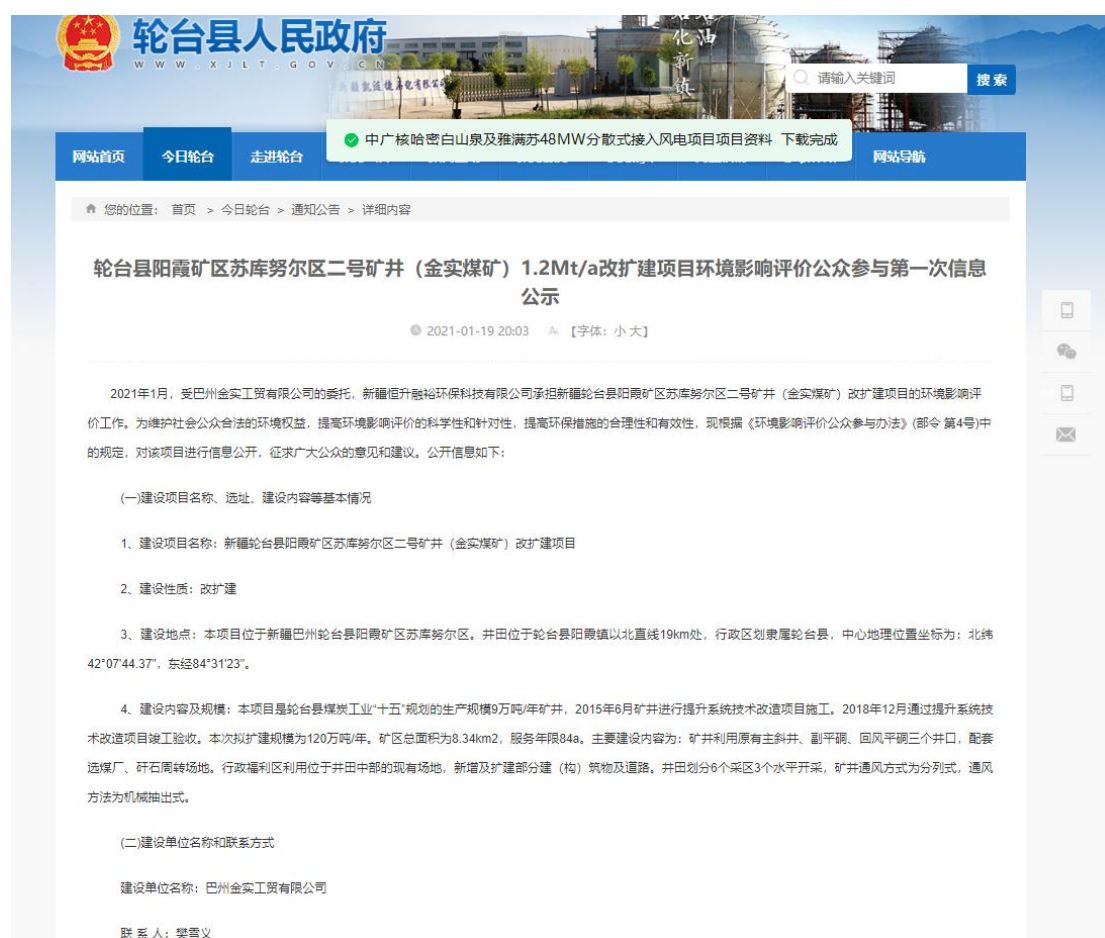 轮台县人民政府
WWW.XJLT.GOV.CN
请输入关键词
搜索
中广核哈密白山泉及雅满苏48MW分散式接入风电项目项目资料 下载完成
网站首页 今日轮台 走进轮台 网站导航
您的位置： 首页 > 今日轮台 > 通知公告 > 详细内容
轮台县阳霞矿区苏库努尔区二号矿井（金实煤矿）1.2Mt/a改扩建项目环境影响评价公众参与第一次信息
公示
2021-01-19 20:03 【字体：小 大】
2021年1月，受巴州金实工贸有限公司的委托，新疆恒升融裕环保科技有限公司承担新疆轮台县阳霞矿区苏库努尔区二号矿井（金实煤矿）改扩建项目的环境影响评
价工作。为维护社会公众合法的环境权益，提高环境影响评价的科学性和针对性，提高环保措施的合理性和有效性，现根据《环境影响评价公众参与办法》(部令 第4号)中
的规定，对该项目进行信息公开，征求广大公众的意见和建议。公开信息如下：
(一)建设项目名称、选址、建设内容等基本情况
1、建设项目名称：新疆轮台县阳霞矿区苏库努尔区二号矿井（金实煤矿）改扩建项目
2、建设性质：改扩建
3、建设地点：本项目位于新疆巴州轮台县阳霞矿区苏库努尔区。井田位于轮台县阳霞镇以北直线19km处，行政区划隶属轮台县，中心地理位置坐标为：北纬
42°07′44.37″，东经84°31′23″。
4、建设内容及规模：本项目是轮台县煤炭工业“十五”规划的生产规模9万吨/年矿井，2015年6月矿井进行提升系统技术改造项目施工。2018年12月通过提升系统技
术改造项目竣工验收。本次拟扩建规模为120万吨/年。矿区总面积为8.34km2，服务年限84a。主要建设内容为：矿井利用原有主斜井、副平硐、回风平硐三个井口，配套
选煤厂、矸石周转场地。行政福利区利用位于井田中部的现有场地，新增及扩建部分建（构）筑物及道路。井田划分6个采区3个水平开采，矿井通风方式为分列式，通风
方法为机械抽出式。
(二)建设单位名称和联系方式
建设单位名称：巴州金实工贸有限公司
联 系 人：樊雪义